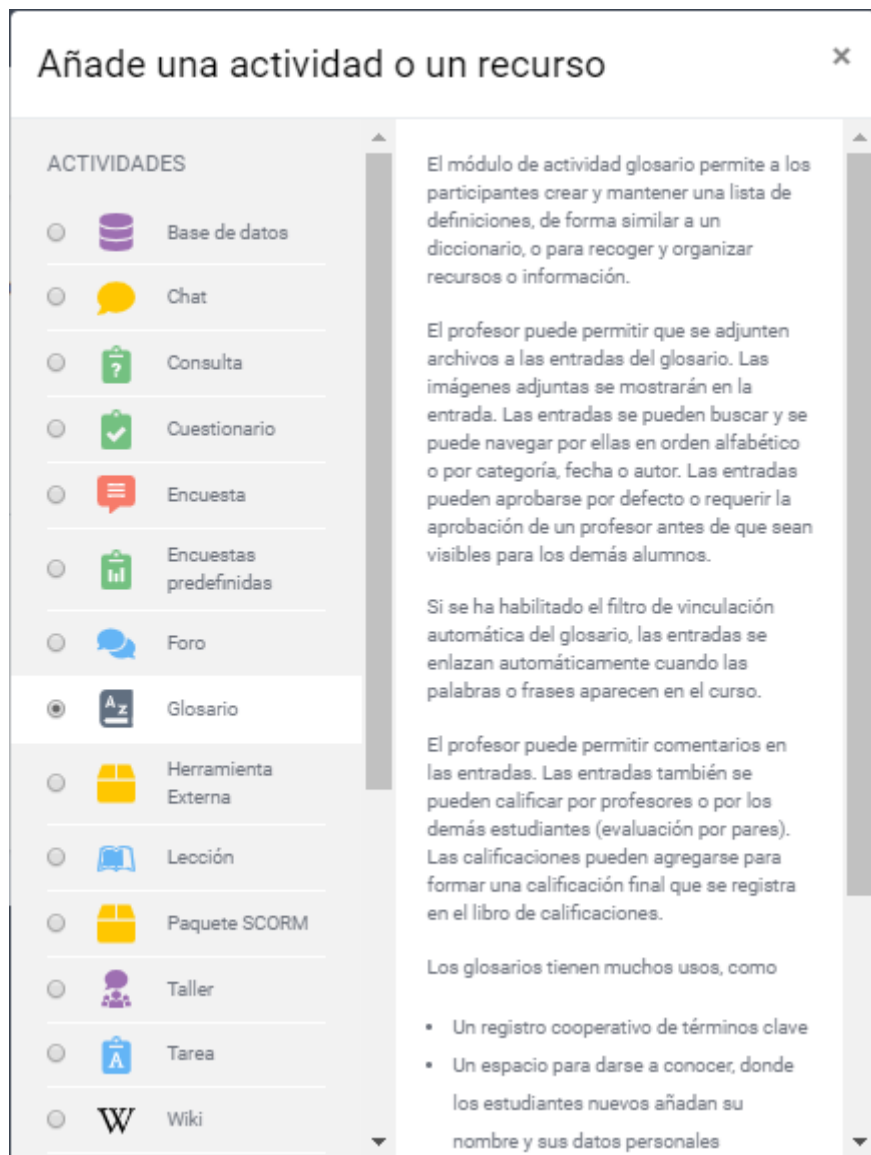 Añade una actividad o un recurso
×
ACTIVIDADES
Base de datos
Chat
Consulta
Cuestionario
Encuesta
Encuestas
predefinidas
Foro
Glosario
Herramienta
Externa
Lección
Paquete SCORM
Taller
Tarea
Wiki
El módulo de actividad glosario permite a los
participantes crear y mantener una lista de
definiciones, de forma similar a un
diccionario, o para recoger y organizar
recursos o información.
El profesor puede permitir que se adjunten
archivos a las entradas del glosario. Las
imágenes adjuntas se mostrarán en la
entrada. Las entradas se pueden buscar y se
puede navegar por ellas en orden alfabético
o por categoría, fecha o autor. Las entradas
pueden aprobarse por defecto o requerir la
aprobación de un profesor antes de que sean
visibles para los demás alumnos.
Si se ha habilitado el filtro de vinculación
automática del glosario, las entradas se
enlazan automáticamente cuando las
palabras o frases aparecen en el curso.
El profesor puede permitir comentarios en
las entradas. Las entradas también se
pueden calificar por profesores o por los
demás estudiantes (evaluación por pares).
Las calificaciones pueden agregarse para
formar una calificación final que se registra
en el libro de calificaciones.
Los glosarios tienen muchos usos, como
• Un registro cooperativo de términos clave
• Un espacio para darse a conocer, donde
los estudiantes nuevos añadan su
nombre y sus datos personales